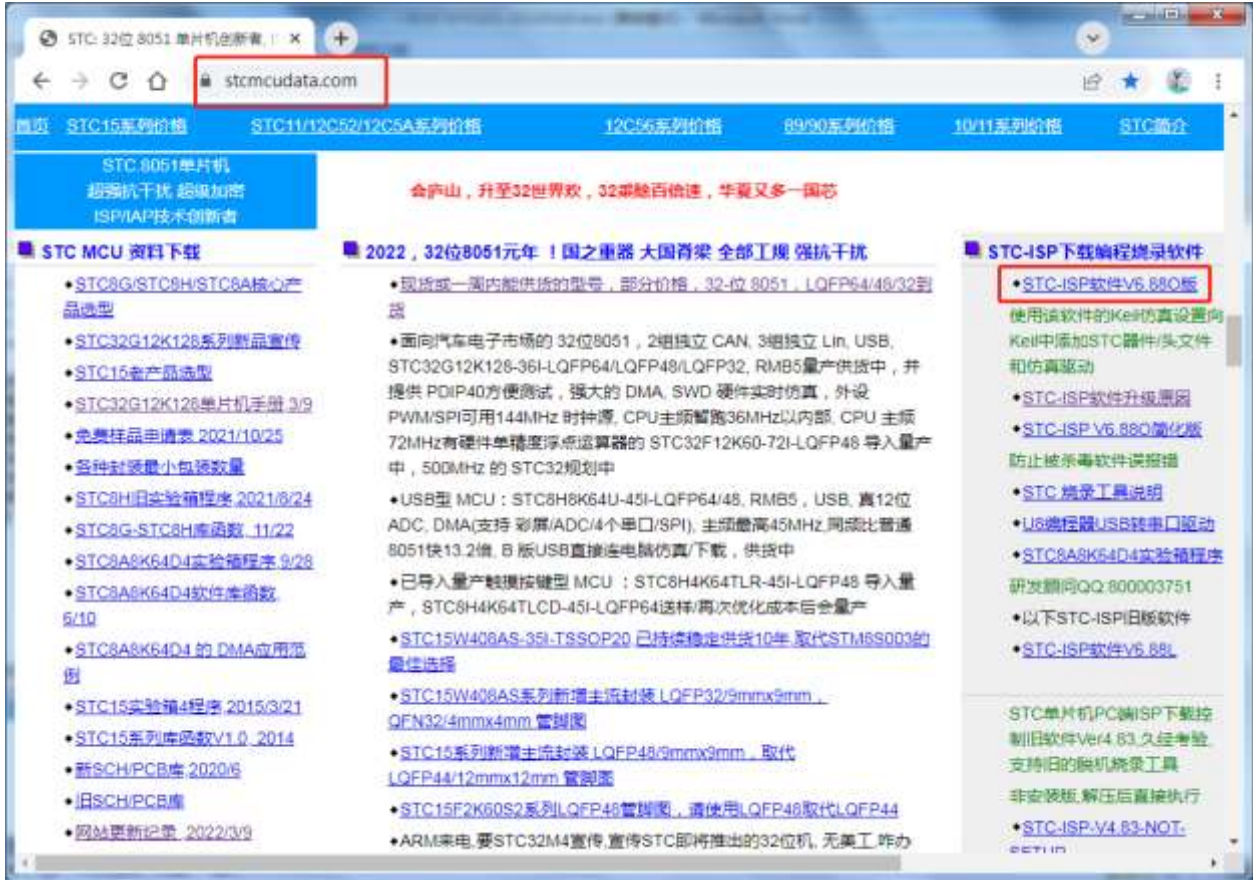 STC: 32位 8051 单片机创新者, !
stcmcudata.com
首页 STC15系列价格 STC11/12C52/12C5A系列价格 12C56系列价格 89/90系列价格 10/11系列价格 STC简介
STC 8051单片机
超强抗干扰 超级加密
ISP/IAP技术创新者
会庐山，升至32世界欢，32乘除百倍速，华夏又多一国芯
STC MCU 资料下载
•STC8G/STC8H/STC8A核心产
品选型
•STC32G12K128系列新品宣传
•STC15老产品选型
•STC32G12K128单片机手册 3/9
•免费样品申请表 2021/10/25
•各种封装最小包装数量
•STC8H旧实验箱程序,2021/8/24
•STC8G-STC8H库函数, 11/22
•STC8A8K64D4实验箱程序 9/28
•STC8A8K64D4软件库函数,
6/10
•STC8A8K64D4 的 DMA应用范
例
•STC15实验箱4程序,2015/3/21
•STC15系列库函数V1.0, 2014
•新SCH/PCB库,2020/6
•旧SCH/PCB库
•网站更新纪录, 2022/3/9
2022，32位8051元年 ！国之重器 大国脊梁 全部工规 强抗干扰
•现货或一周内能供货的型号，部分价格，32-位 8051，LQFP64/48/32到
货
•面向汽车电子市场的 32位8051，2组独立 CAN, 3组独立 Lin, USB,
STC32G12K128-36I-LQFP64/LQFP48/LQFP32, RMB5量产供货中，并
提供 PDIP40方便测试，强大的 DMA, SWD 硬件实时仿真，外设
PWM/SPI可用144MHz 时钟源, CPU主频暂跑36MHz以内部, CPU 主频
72MHz有硬件单精度浮点运算器的 STC32F12K60-72I-LQFP48 导入量产
中，500MHz 的 STC32规划中
•USB型 MCU：STC8H8K64U-45I-LQFP64/48, RMB5，USB, 真12位
ADC, DMA(支持 彩屏/ADC/4个串口/SPI), 主频最高45MHz,同频比普通
8051快13.2倍, B 版USB直接连电脑仿真/下载，供货中
•已导入量产触摸按键型 MCU ：STC8H4K64TLR-45I-LQFP48 导入量
产，STC8H4K64TLCD-45I-LQFP64送样/再次优化成本后会量产
•STC15W408AS-35I-TSSOP20 已持续稳定供货10年,取代STM8S003的
最佳选择
•STC15W408AS系列新增主流封装 LQFP32/9mmx9mm，
QFN32/4mmx4mm 管脚图
•STC15系列新增主流封装 LQFP48/9mmx9mm，取代
LQFP44/12mmx12mm 管脚图
•STC15F2K60S2系列LQFP48管脚图，请使用LQFP48取代LQFP44
•ARM来电,要STC32M4宣传,宣传STC即将推出的32位机, 无美工,咋办
STC-ISP下载编程烧录软件
•STC-ISP软件V6.88O版
使用该软件的Keil仿真设置向
Keil中添加STC器件/头文件
和仿真驱动
•STC-ISP软件升级原因
•STC-ISP V6.88O简化版
防止被杀毒软件误报错
•STC 烧录工具说明
•U8编程器USB转串口驱动
•STC8A8K64D4实验箱程序
研发顾问QQ:800003751
•以下STC-ISP旧版软件
•STC-ISP软件V6.88L
STC单片机PC端ISP下载控
制旧软件Ver4.83,久经考验,
支持旧的脱机烧录工具
非安装版,解压后直接执行
•STC-ISP-V4.83-NOT-
SETUP